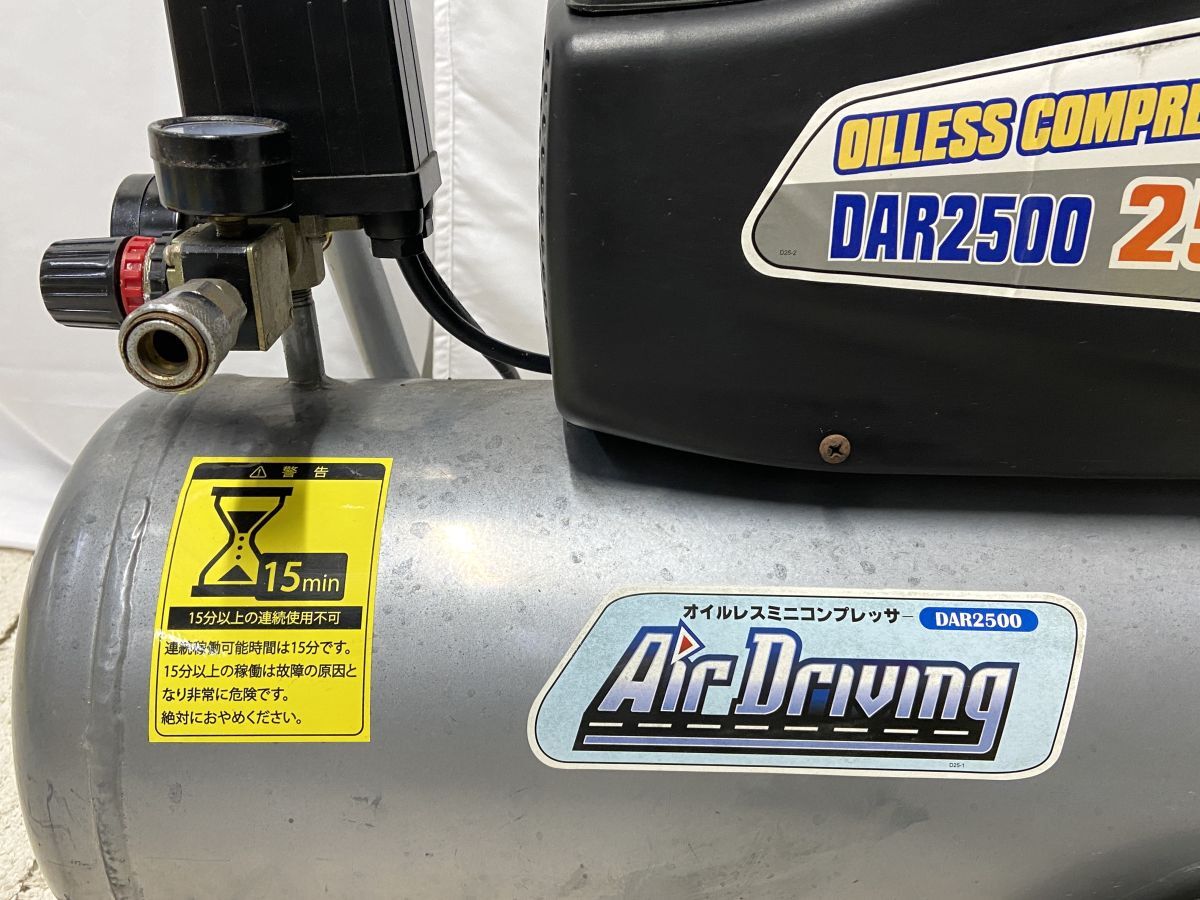 OILLESS COMPRE
DAR2500 25
D25-2
警告
15min
15分以上の連続使用不可
連続稼働可能時間は15分です。
15分以上の稼働は故障の原因と
なり非常に危険です。
絶対におやめください。
オイルレスミニコンプレッサー DAR2500
Air Driving
D25-1